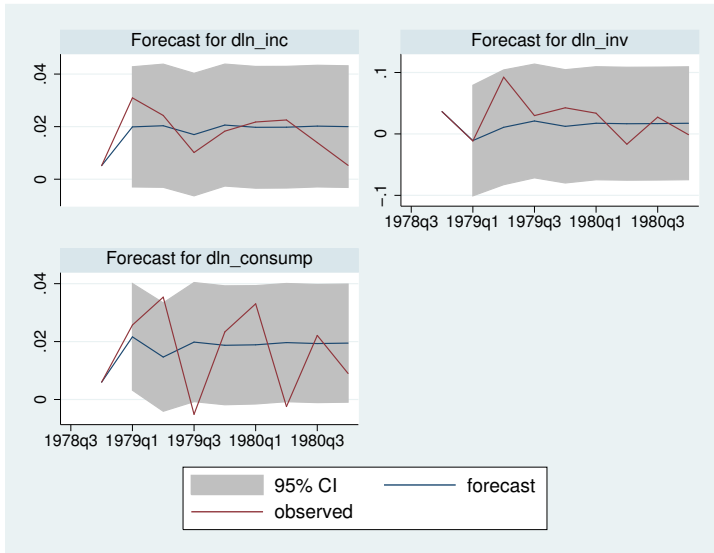 Forecast for dln_inc
.04
.02
0
Forecast for dln_inv
.1
0
-.1
1978q3 1979q1 1979q3 1980q1 1980q3
Forecast for dln_consump
.04
.02
0
1978q3 1979q1 1979q3 1980q1 1980q3
95% CI forecast
observed